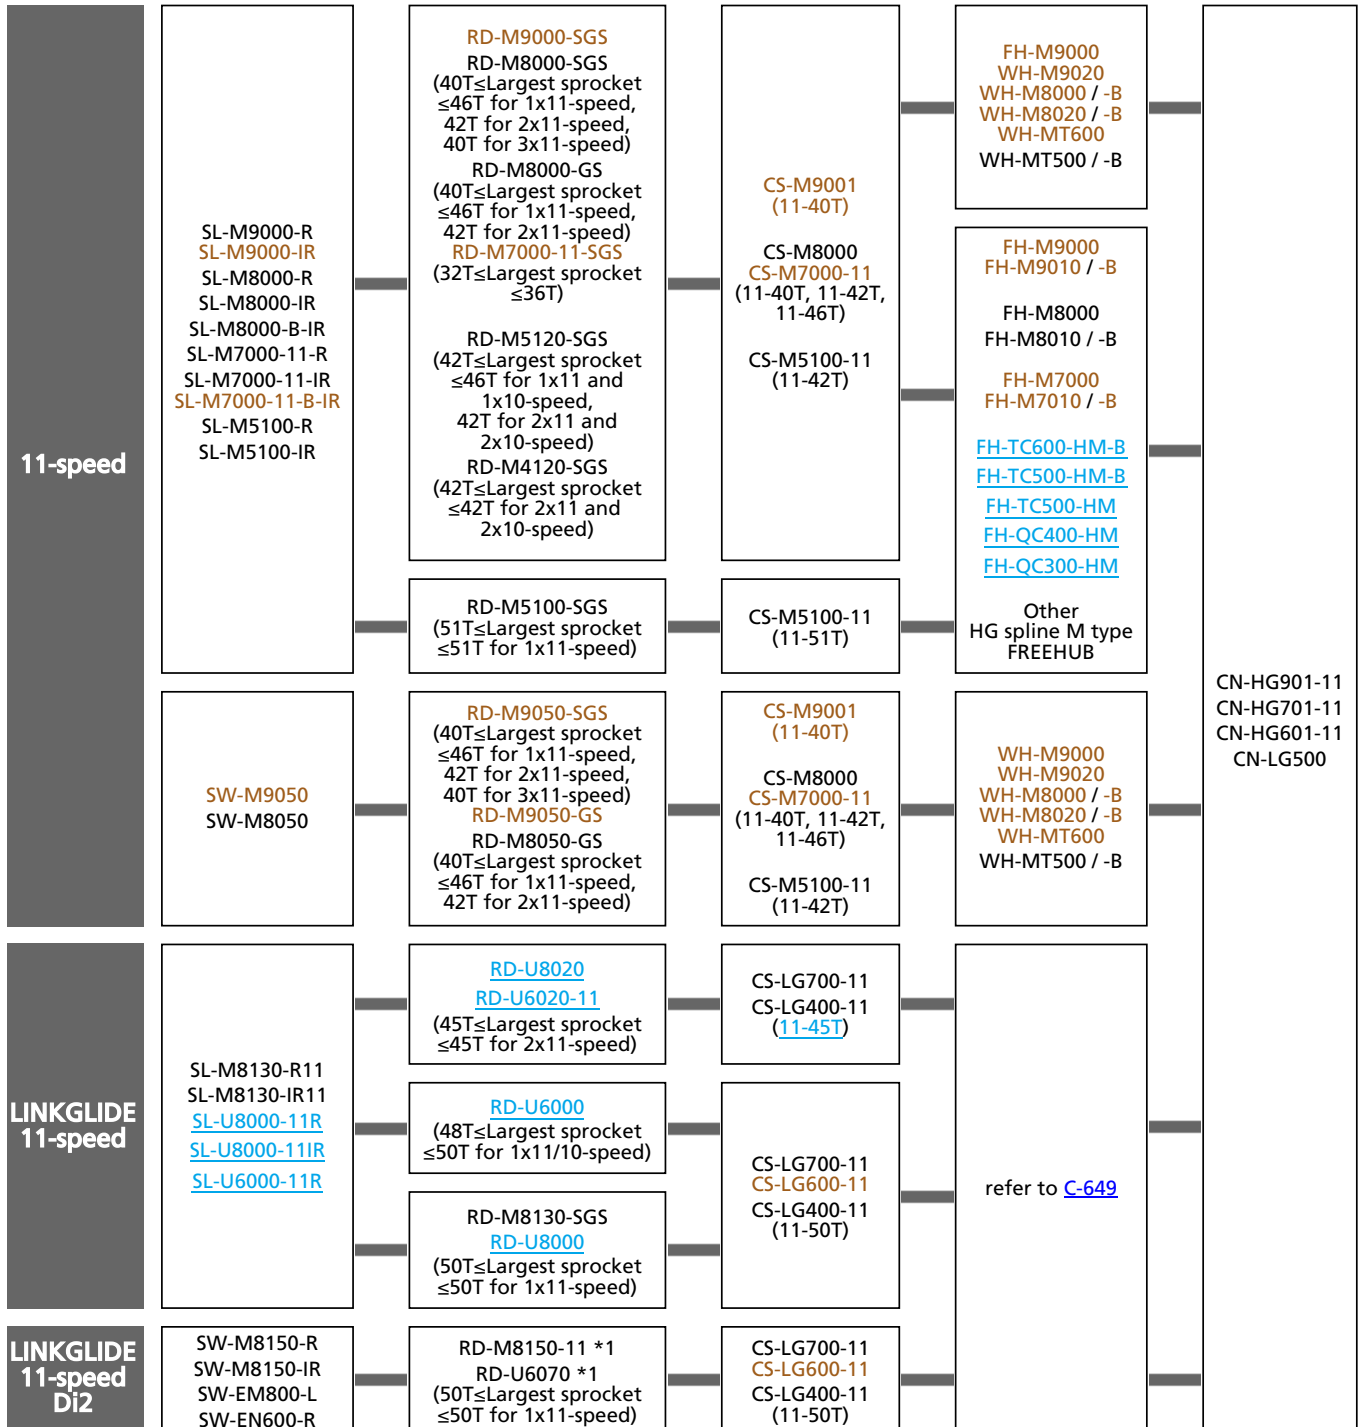 11-speed
SL-M9000-R
SL-M9000-IR
SL-M8000-R
SL-M8000-IR
SL-M8000-B-IR
SL-M7000-11-R
SL-M7000-11-IR
SL-M7000-11-B-IR
SL-M5100-R
SL-M5100-IR
RD-M9000-SGS
RD-M8000-SGS
(40T≤Largest sprocket
≤46T for 1x11-speed,
42T for 2x11-speed,
40T for 3x11-speed)
RD-M8000-GS
(40T≤Largest sprocket
≤46T for 1x11-speed,
42T for 2x11-speed)
RD-M7000-11-SGS
(32T≤Largest sprocket
≤36T)
RD-M5120-SGS
(42T≤Largest sprocket
≤46T for 1x11 and
1x10-speed,
42T for 2x11 and
2x10-speed)
RD-M4120-SGS
(42T≤Largest sprocket
≤42T for 2x11 and
2x10-speed)
CS-M9001
(11-40T)
CS-M8000
CS-M7000-11
(11-40T, 11-42T,
11-46T)
CS-M5100-11
(11-42T)
FH-M9000
WH-M9020
WH-M8000 / -B
WH-M8020 / -B
WH-MT600
WH-MT500 / -B
FH-M9000
FH-M9010 / -B
FH-M8000
FH-M8010 / -B
FH-M7000
FH-M7010 / -B
FH-TC600-HM-B
FH-TC500-HM-B
FH-TC500-HM
FH-QC400-HM
FH-QC300-HM
Other
HG spline M type
FREEHUB
RD-M5100-SGS
(51T≤Largest sprocket
≤51T for 1x11-speed)
CS-M5100-11
(11-51T)
SW-M9050
SW-M8050
RD-M9050-SGS
(40T≤Largest sprocket
≤46T for 1x11-speed,
42T for 2x11-speed,
40T for 3x11-speed)
RD-M9050-GS
RD-M8050-GS
(40T≤Largest sprocket
≤46T for 1x11-speed,
42T for 2x11-speed)
CS-M9001
(11-40T)
CS-M8000
CS-M7000-11
(11-40T, 11-42T,
11-46T)
CS-M5100-11
(11-42T)
WH-M9000
WH-M9020
WH-M8000 / -B
WH-M8020 / -B
WH-MT600
WH-MT500 / -B
CN-HG901-11
CN-HG701-11
CN-HG601-11
CN-LG500
LINKGLIDE
11-speed
SL-M8130-R11
SL-M8130-IR11
SL-U8000-11R
SL-U8000-11IR
SL-U6000-11R
RD-U8020
RD-U6020-11
(45T≤Largest sprocket
≤45T for 2x11-speed)
CS-LG700-11
CS-LG400-11
(11-45T)
RD-U6000
(48T≤Largest sprocket
≤50T for 1x11/10-speed)
RD-M8130-SGS
RD-U8000
(50T≤Largest sprocket
≤50T for 1x11-speed)
CS-LG700-11
CS-LG600-11
CS-LG400-11
(11-50T)
refer to C-649
LINKGLIDE
11-speed
Di2
SW-M8150-R
SW-M8150-IR
SW-EM800-L
SW-EN600-R
RD-M8150-11 *1
RD-U6070 *1
(50T≤Largest sprocket
≤50T for 1x11-speed)
CS-LG700-11
CS-LG600-11
CS-LG400-11
(11-50T)